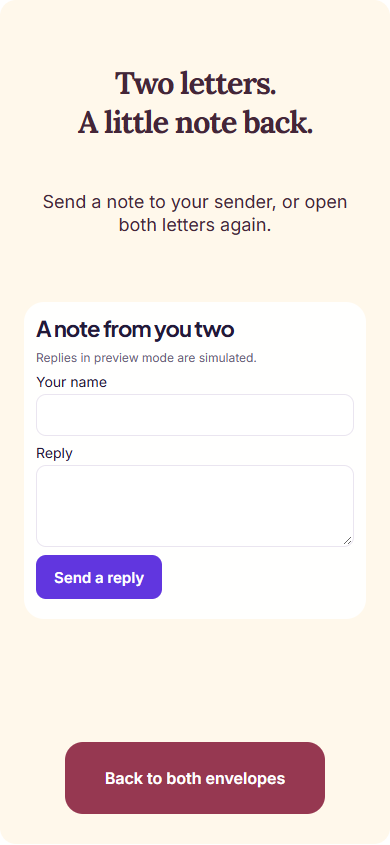 Two letters.
A little note back.
Send a note to your sender, or open
both letters again.
A note from you two
Replies in preview mode are simulated.
Your name
Reply
Send a reply
Back to both envelopes